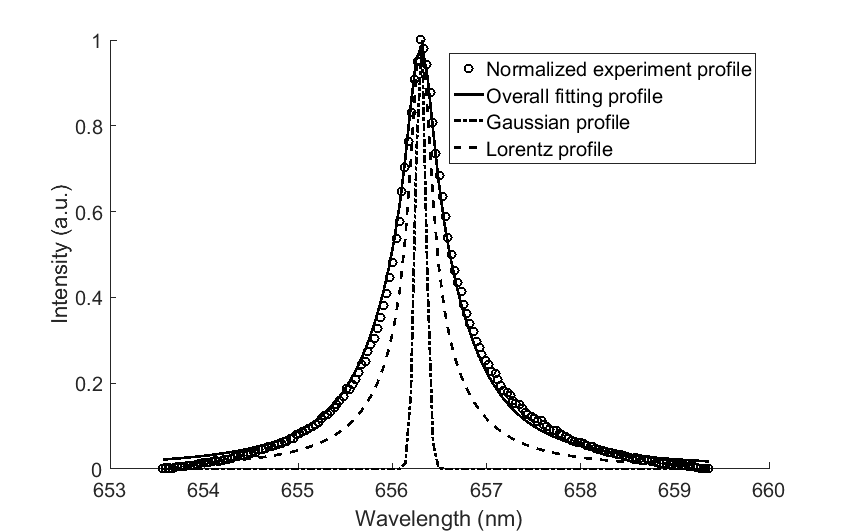 1
0.8
0.6
0.4
0.2
0
Intensity (a.u.)
Normalized experiment profile
Overall fitting profile
Gaussian profile
Lorentz profile
653 654 655 656 657 658 659 660
Wavelength (nm)